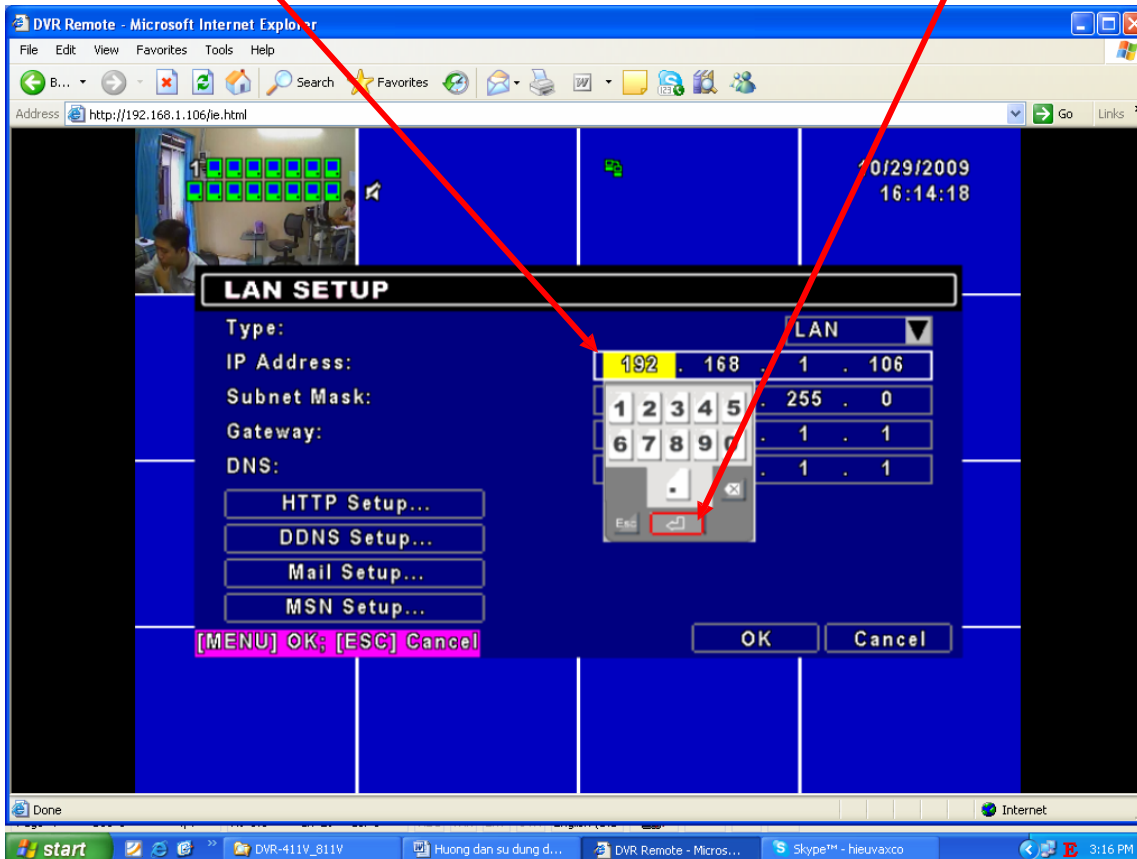 DVR Remote - Microsoft Internet Explorer
File Edit View Favorites Tools Help
B... Search Favorites
Address http://192.168.1.106/ie.html Go Links
1 10/29/2009
16:14:18
LAN SETUP
Type: LAN
IP Address: 192 . 168 . 1 . 106
Subnet Mask: . 255 . 0
Gateway: . 1 . 1
DNS: . 1 . 1
1 2 3 4 5
6 7 8 9 0
.
Esc
HTTP Setup...
DDNS Setup...
Mail Setup...
MSN Setup...
[MENU] OK; [ESC] Cancel OK Cancel
Done Internet
start DVR-411V_811V Huong dan su dung d... DVR Remote - Micros... Skype™ - hieuvaxco E 3:16 PM